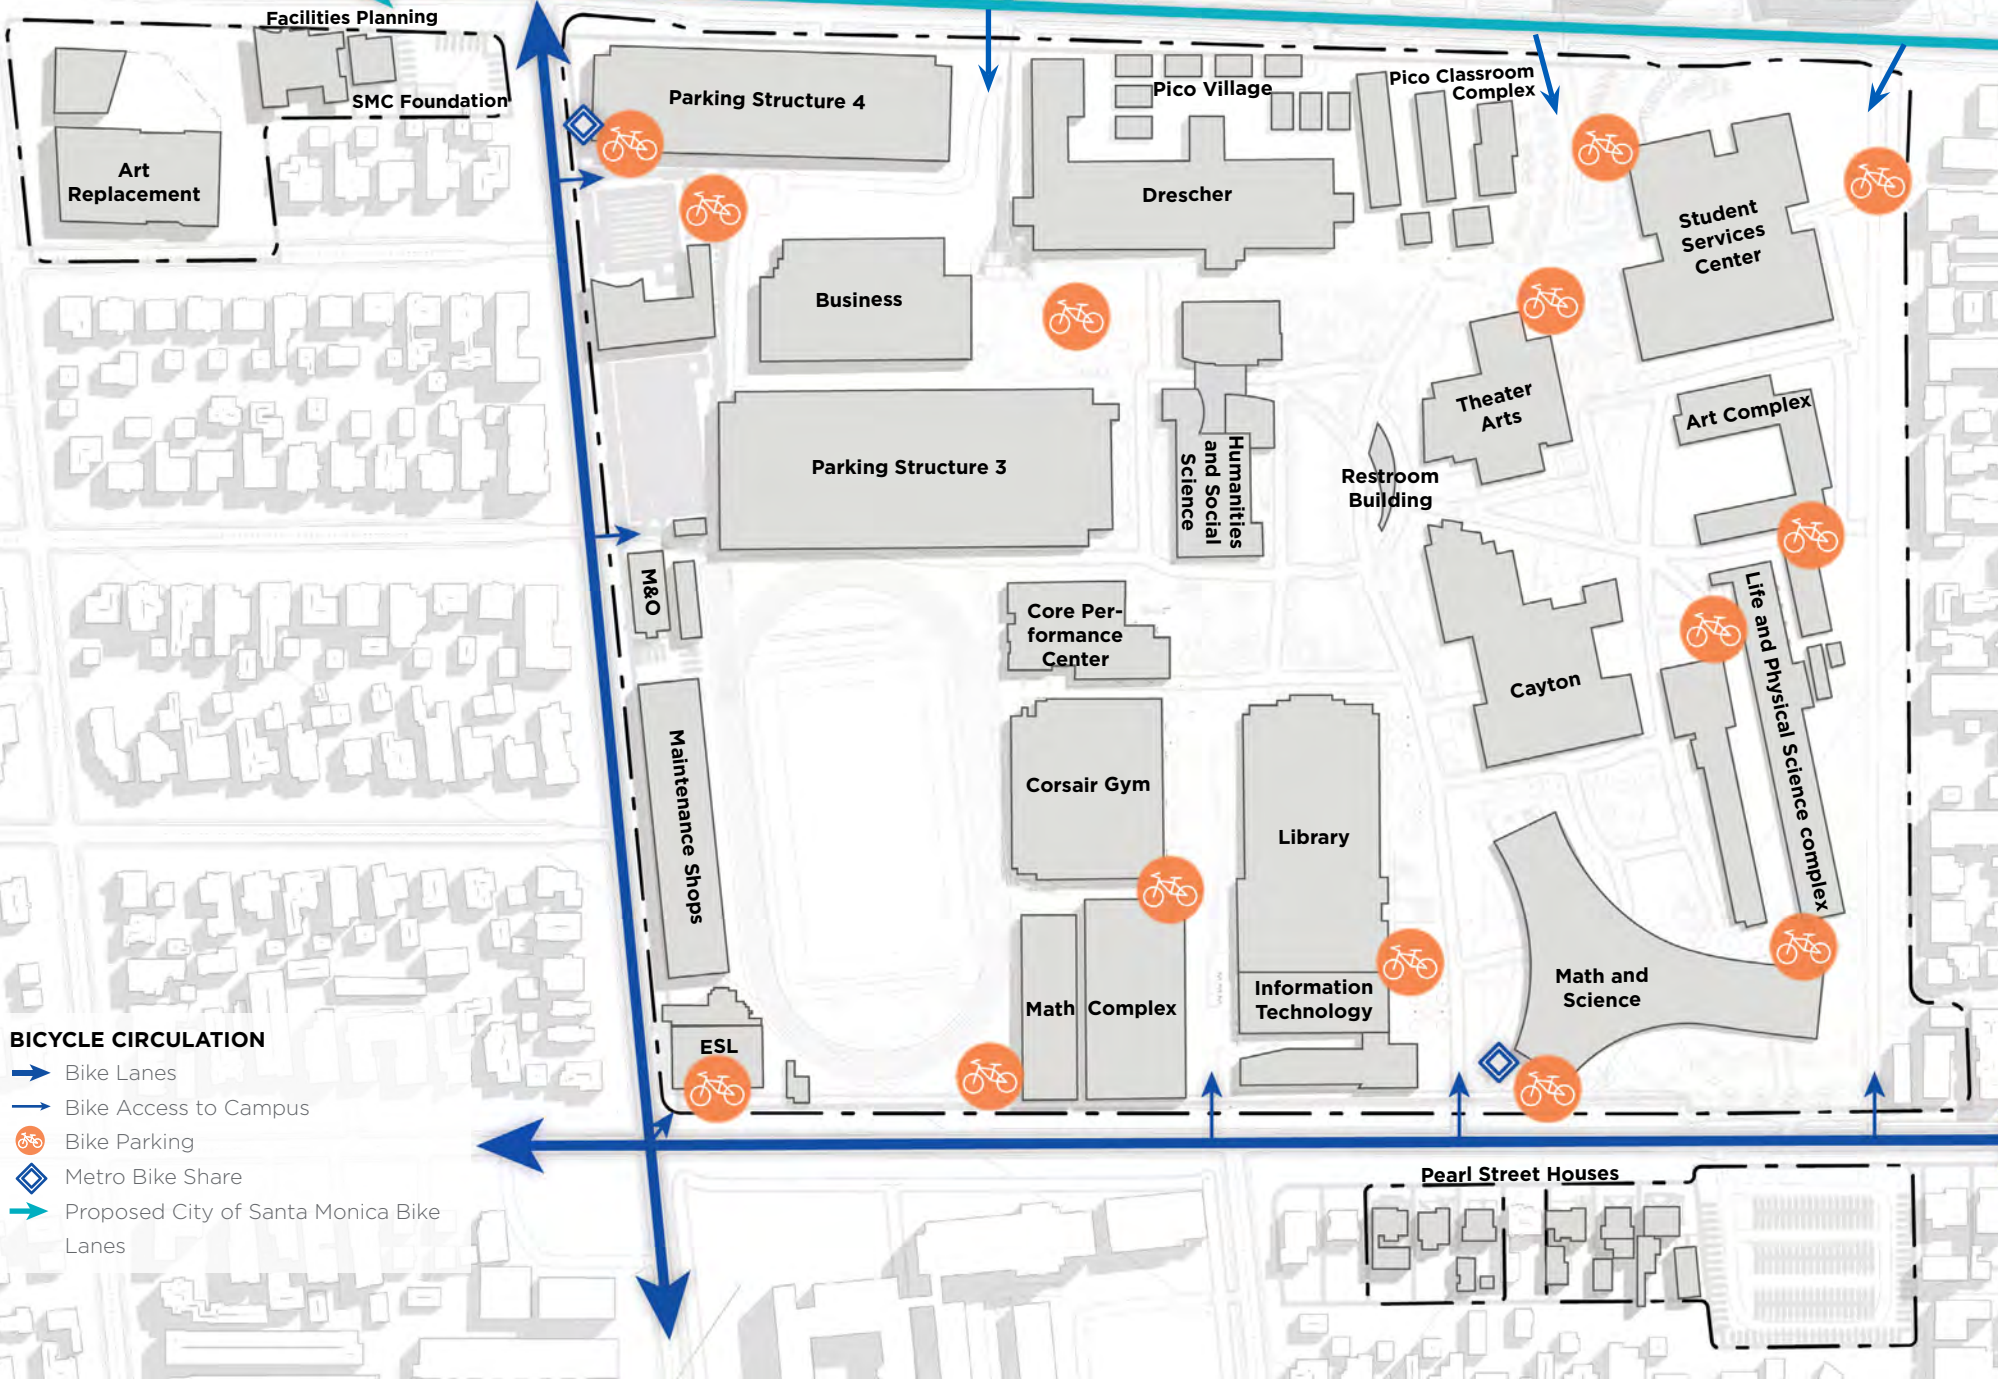 Facilities Planning
SMC Foundation
Art
Replacement
Parking Structure 4
Pico Village
Pico Classroom
Complex
Drescher
Student
Services
Center
Business
Theater
Arts
Art Complex
Parking Structure 3
Humanities
and Social
Science
Restroom
Building
M&O
Core Per-
formance
Center
Life and Physical Science complex
Cayton
Maintenance Shops
Corsair Gym
Library
Math and
Science
Information
Technology
Math Complex
ESL
BICYCLE CIRCULATION
Bike Lanes
Bike Access to Campus
Bike Parking
Metro Bike Share
Proposed City of Santa Monica Bike
Lanes
Pearl Street Houses